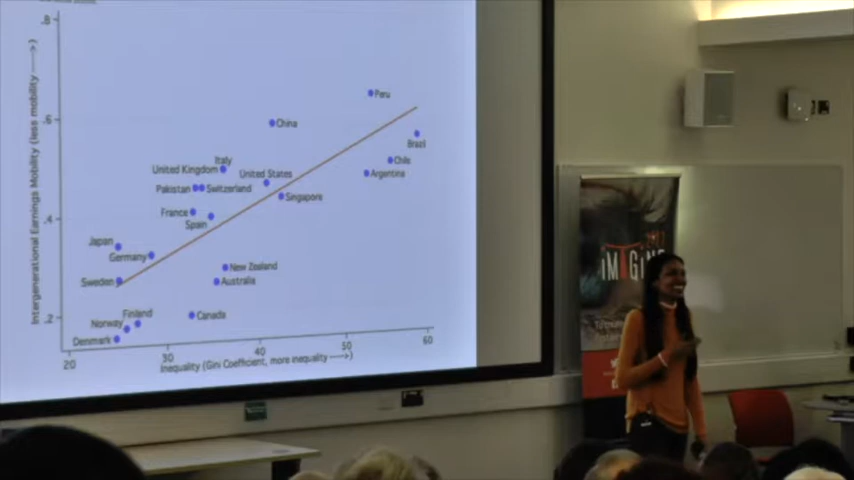 .8
Intergenerational Earnings Mobility (less mobility ---->)
Peru
.6
China
Brazil
Italy
Chile
United Kingdom
United States
Argentina
Pakistan
Switzerland
Singapore
France
.4
Spain
Japan
Germany
New Zealand
Sweden
Australia
Finland
.2
Norway
Canada
Denmark
20
30
40
50
60
Inequality (Gini Coefficient, more inequality ---->)
IMAGINE